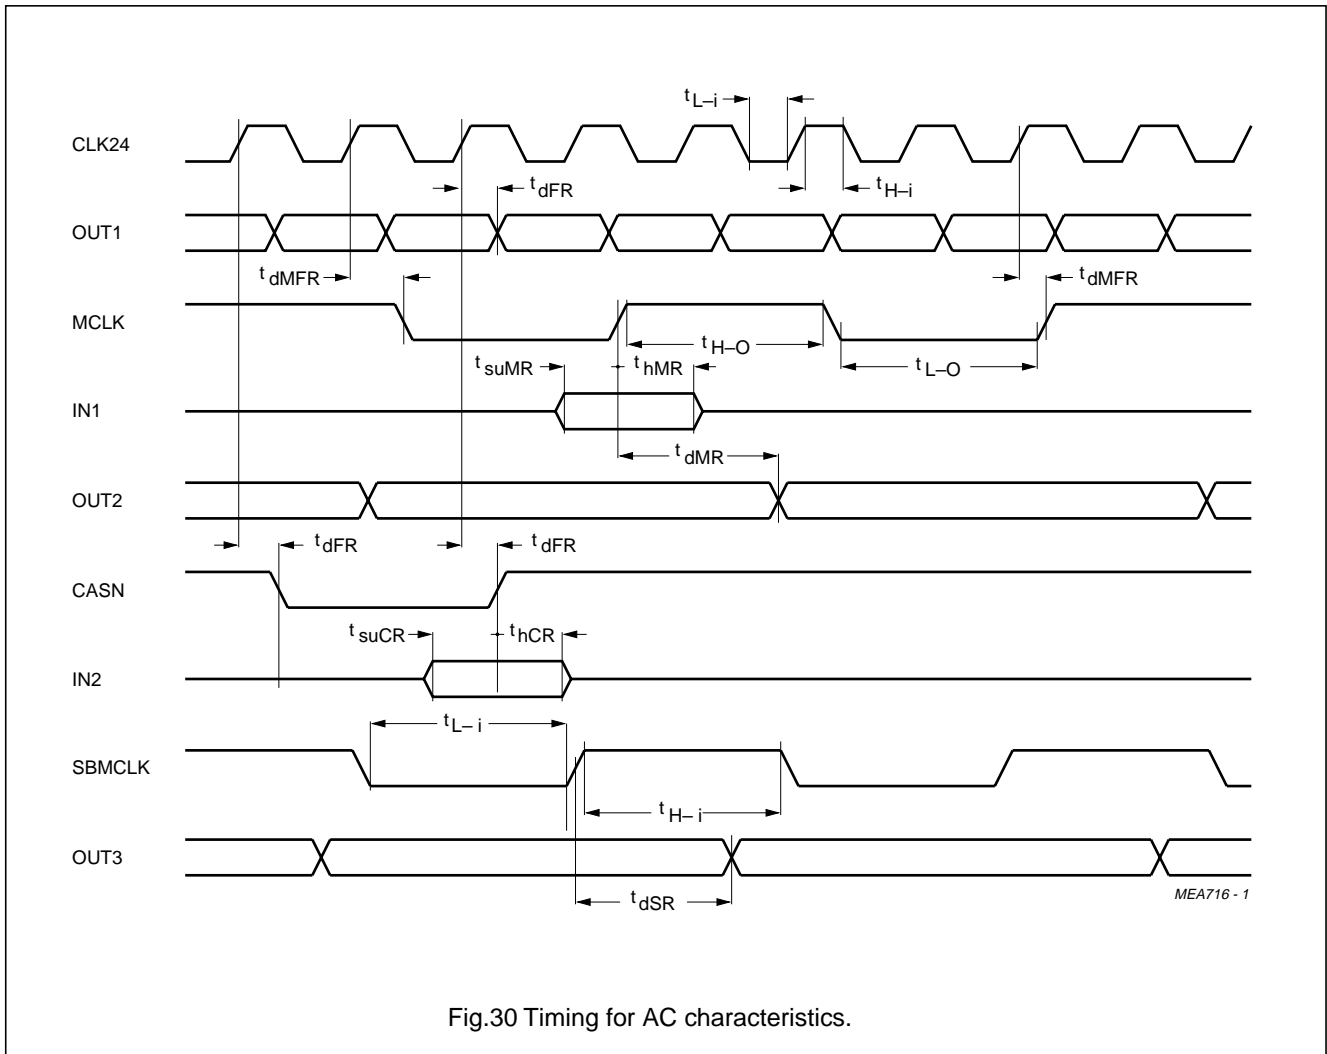 t L–i
CLK24
t dFR
t H–i
OUT1
t dMFR
t dMFR
MCLK
t H–O
t L–O
t suMR
t hMR
IN1
t dMR
OUT2
t dFR
t dFR
CASN
t suCR
t hCR
IN2
t L– i
SBMCLK
t H– i
OUT3
t dSR
MEA716 - 1
Fig.30 Timing for AC characteristics.